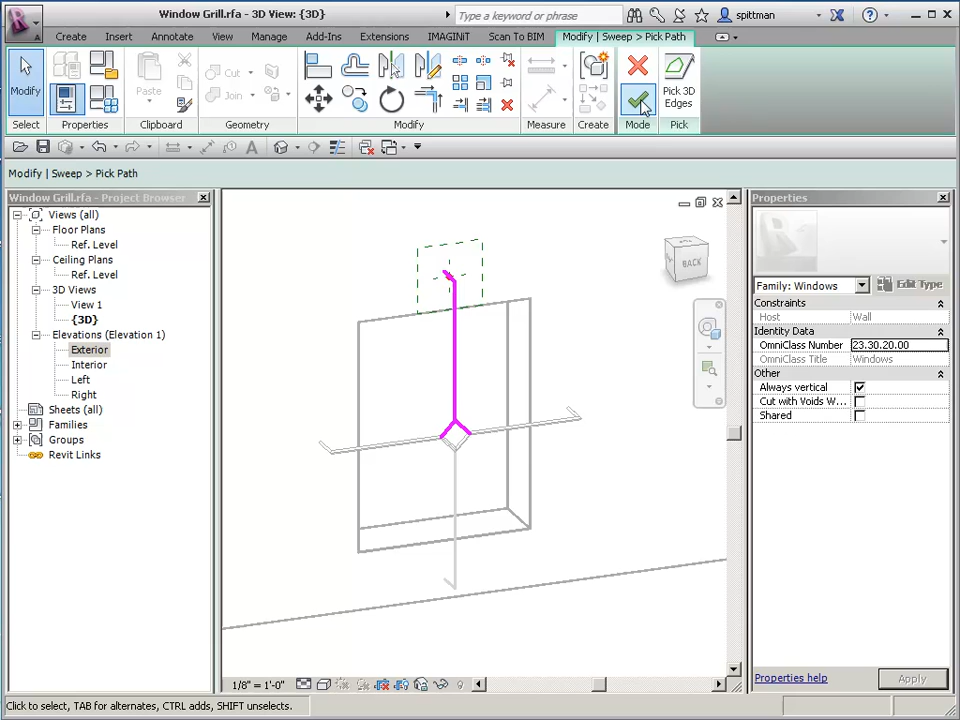 Window Grill.rfa - 3D View: {3D}
Type a keyword or phrase
spittman
Create Insert Annotate View Manage Add-Ins Extensions IMAGINiT Scan To BIM Modify | Sweep > Pick Path
Modify
Paste
Cut
Join
Pick 3D
Edges
Select Properties Clipboard Geometry Modify Measure Create Mode Pick
Modify | Sweep > Pick Path
Window Grill.rfa - Project Browser
Views (all)
Floor Plans
Ref. Level
Ceiling Plans
Ref. Level
3D Views
View 1
{3D}
Elevations (Elevation 1)
Exterior
Interior
Left
Right
Sheets (all)
Families
Groups
Revit Links
BACK
Properties
Family: Windows
Edit Type
Constraints
Host Wall
Identity Data
OmniClass Number 23.30.20.00
OmniClass Title Windows
Other
Always vertical
Cut with Voids W...
Shared
Properties help
Apply
1/8" = 1'-0"
Click to select, TAB for alternates, CTRL adds, SHIFT unselects.